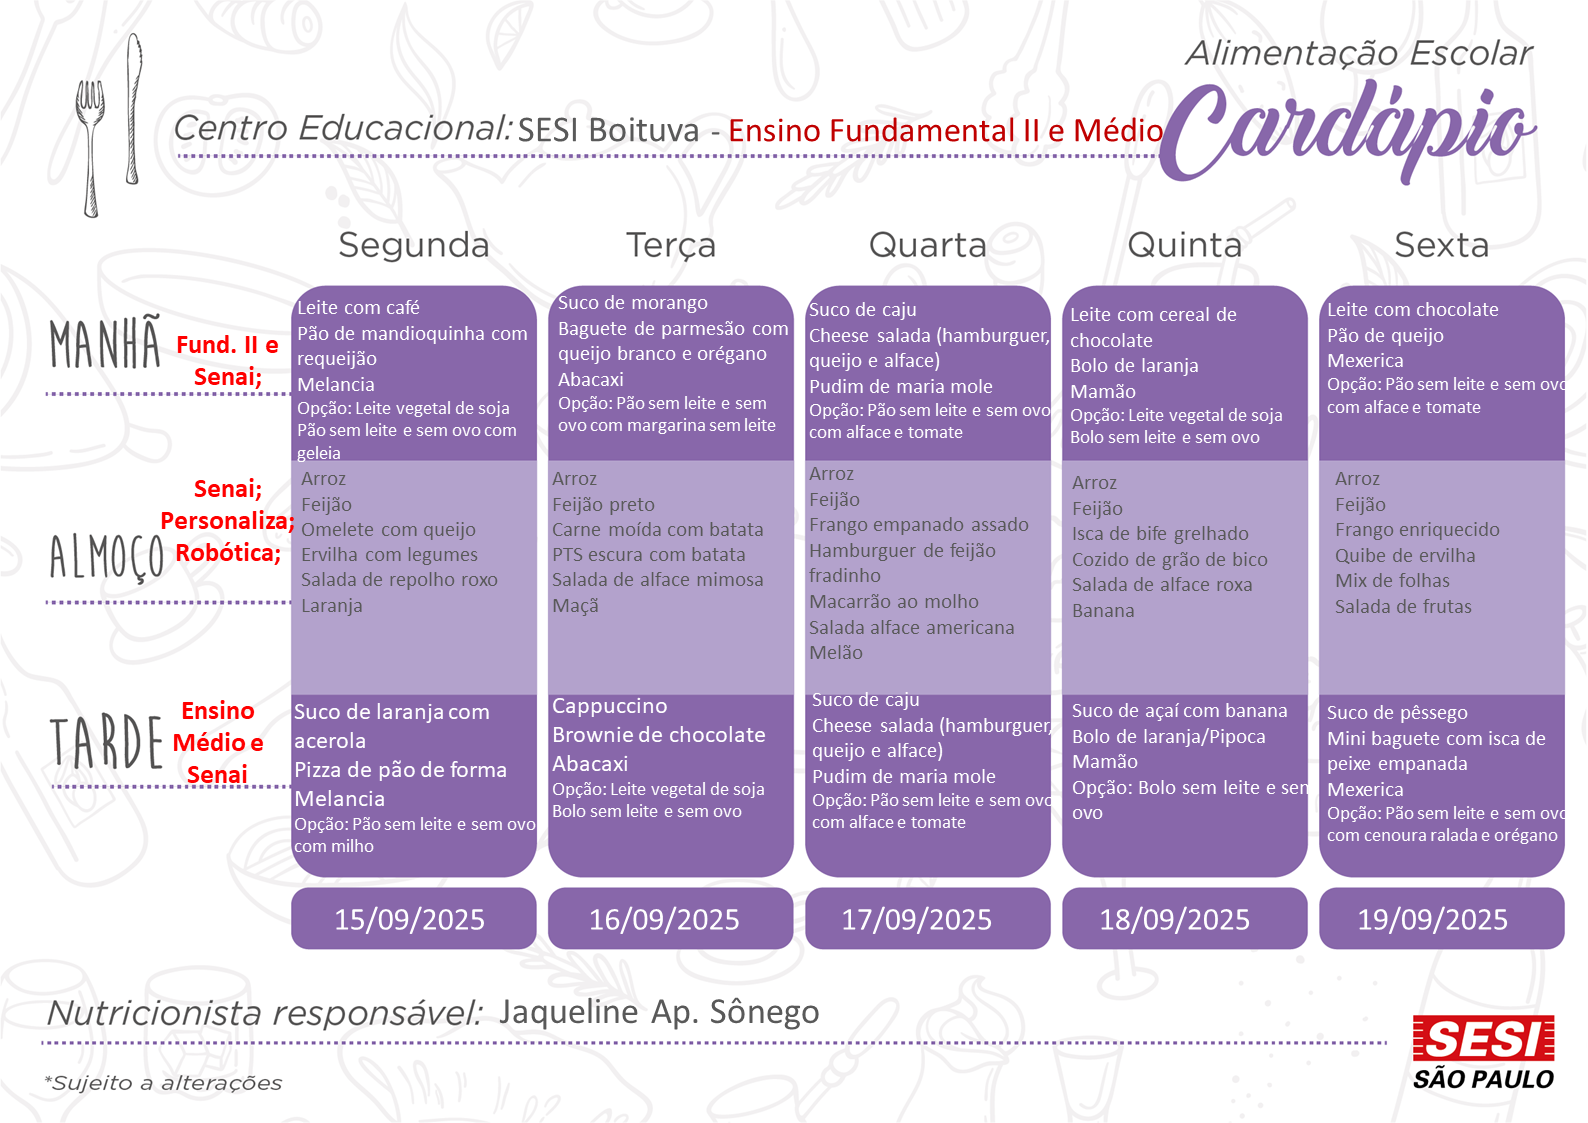 Alimentação Escolar
Cardápio
Centro Educacional: SESI Boituva - Ensino Fundamental II e Médio
Segunda
Terça
Quarta
Quinta
Sexta
MANHÃ
Fund. II e
Senai;
Leite com café
Pão de mandioquinha com
requeijão
Melancia
Opção: Leite vegetal de soja
Pão sem leite e sem ovo com
geleia
Suco de morango
Baguete de parmesão com
queijo branco e orégano
Abacaxi
Opção: Pão sem leite e sem
ovo com margarina sem leite
Suco de caju
Cheese salada (hamburguer,
queijo e alface)
Pudim de maria mole
Opção: Pão sem leite e sem ovo
com alface e tomate
Leite com cereal de
chocolate
Bolo de laranja
Mamão
Opção: Leite vegetal de soja
Bolo sem leite e sem ovo
Leite com chocolate
Pão de queijo
Mexerica
Opção: Pão sem leite e sem ovo
com alface e tomate
ALMOÇO
Senai;
Personaliza;
Robótica;
Arroz
Feijão
Omelete com queijo
Ervilha com legumes
Salada de repolho roxo
Laranja
Arroz
Feijão preto
Carne moída com batata
PTS escura com batata
Salada de alface mimosa
Maçã
Arroz
Feijão
Frango empanado assado
Hamburguer de feijão
fradinho
Macarrão ao molho
Salada alface americana
Melão
Arroz
Feijão
Isca de bife grelhado
Cozido de grão de bico
Salada de alface roxa
Banana
Arroz
Feijão
Frango enriquecido
Quibe de ervilha
Mix de folhas
Salada de frutas
TARDE
Ensino
Médio e
Senai
Suco de laranja com
acerola
Pizza de pão de forma
Melancia
Opção: Pão sem leite e sem ovo
com milho
Cappuccino
Brownie de chocolate
Abacaxi
Opção: Leite vegetal de soja
Bolo sem leite e sem ovo
Suco de caju
Cheese salada (hamburguer,
queijo e alface)
Pudim de maria mole
Opção: Pão sem leite e sem ovo
com alface e tomate
Suco de açaí com banana
Bolo de laranja/Pipoca
Mamão
Opção: Bolo sem leite e sem
ovo
Suco de pêssego
Mini baguete com isca de
peixe empanada
Mexerica
Opção: Pão sem leite e sem ovo
com cenoura ralada e orégano
15/09/2025
16/09/2025
17/09/2025
18/09/2025
19/09/2025
Nutricionista responsável: Jaqueline Ap. Sônego
*Sujeito a alterações
SESI
SÃO PAULO